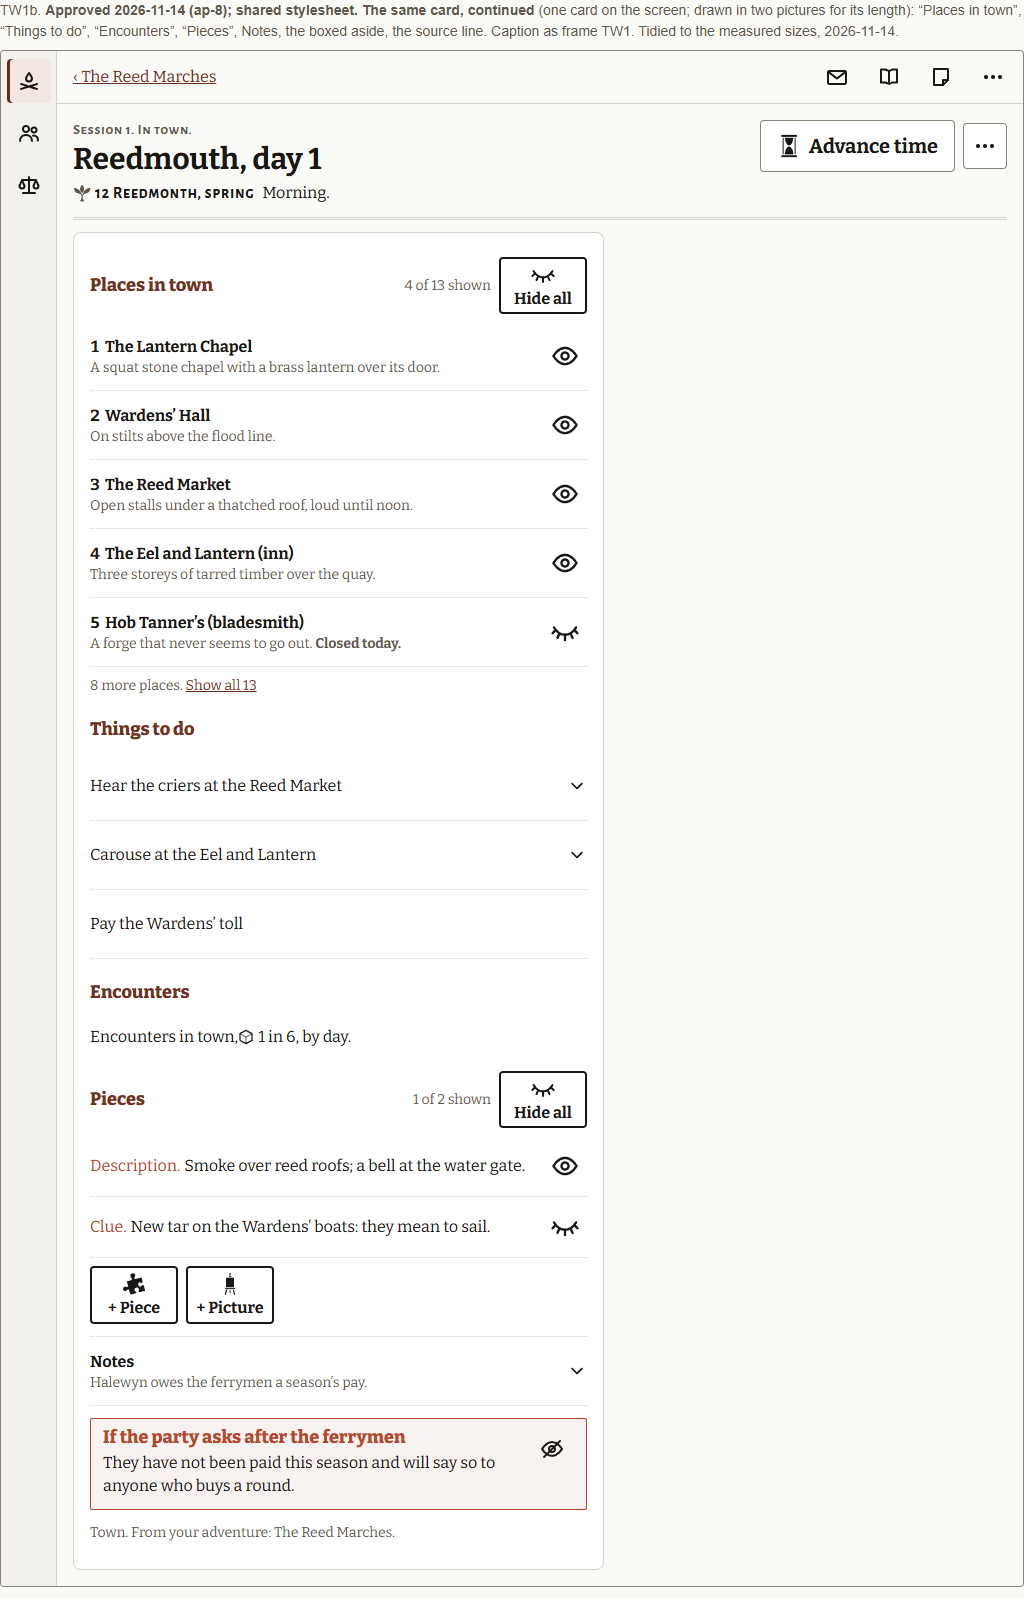 TW1b. Approved 2026-11-14 (ap-8); shared stylesheet. The same card, continued (one card on the screen; drawn in two pictures for its length): “Places in town”,
“Things to do”, “Encounters”, “Pieces”, Notes, the boxed aside, the source line. Caption as frame TW1. Tidied to the measured sizes, 2026-11-14.
‹ The Reed Marches
Session 1. In town.
Reedmouth, day 1
Advance time
12 Reedmonth, spring Morning.
Places in town
4 of 13 shown
Hide all
1 The Lantern Chapel
A squat stone chapel with a brass lantern over its door.
2 Wardens’ Hall
On stilts above the flood line.
3 The Reed Market
Open stalls under a thatched roof, loud until noon.
4 The Eel and Lantern (inn)
Three storeys of tarred timber over the quay.
5 Hob Tanner’s (bladesmith)
A forge that never seems to go out. Closed today.
8 more places. Show all 13
Things to do
Hear the criers at the Reed Market
Carouse at the Eel and Lantern
Pay the Wardens’ toll
Encounters
Encounters in town, 1 in 6, by day.
Pieces
1 of 2 shown
Hide all
Description. Smoke over reed roofs; a bell at the water gate.
Clue. New tar on the Wardens’ boats: they mean to sail.
+ Piece
+ Picture
Notes
Halewyn owes the ferrymen a season’s pay.
If the party asks after the ferrymen
They have not been paid this season and will say so to
anyone who buys a round.
Town. From your adventure: The Reed Marches.